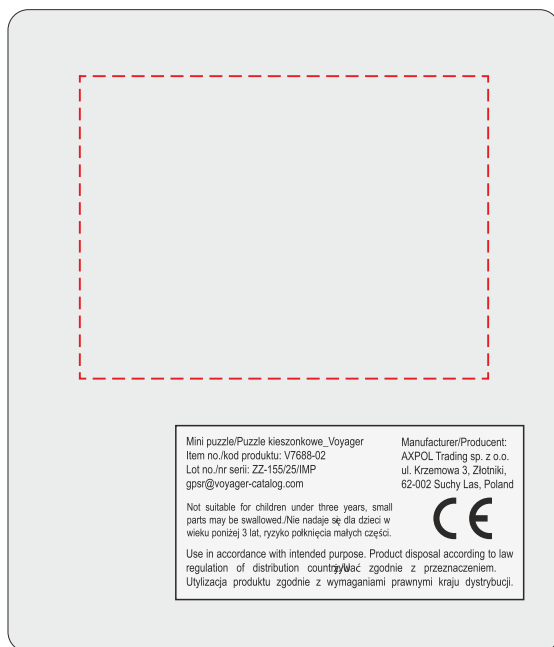 Mini puzzle/Puzzle kieszonkowe_Voyager
Item no./kod produktu: V7688-02
Lot no./nr serii: ZZ-155/25/IMP
gpsr@voyager-catalog.com
Manufacturer/Producent:
AXPOL Trading sp. z o.o.
ul. Krzemowa 3, Złotniki,
62-002 Suchy Las, Poland
Not suitable for children under three years, small
parts may be swallowed./Nie nadaje się dla dzieci w
wieku poniżej 3 lat, ryzyko połknięcia małych części.
CE
Use in accordance with intended purpose. Product disposal according to law
regulation of distribution zgodnie z przeznaczeniem.
Utylizacja produktu zgodnie z wymaganiami prawnymi kraju dystrybucji.